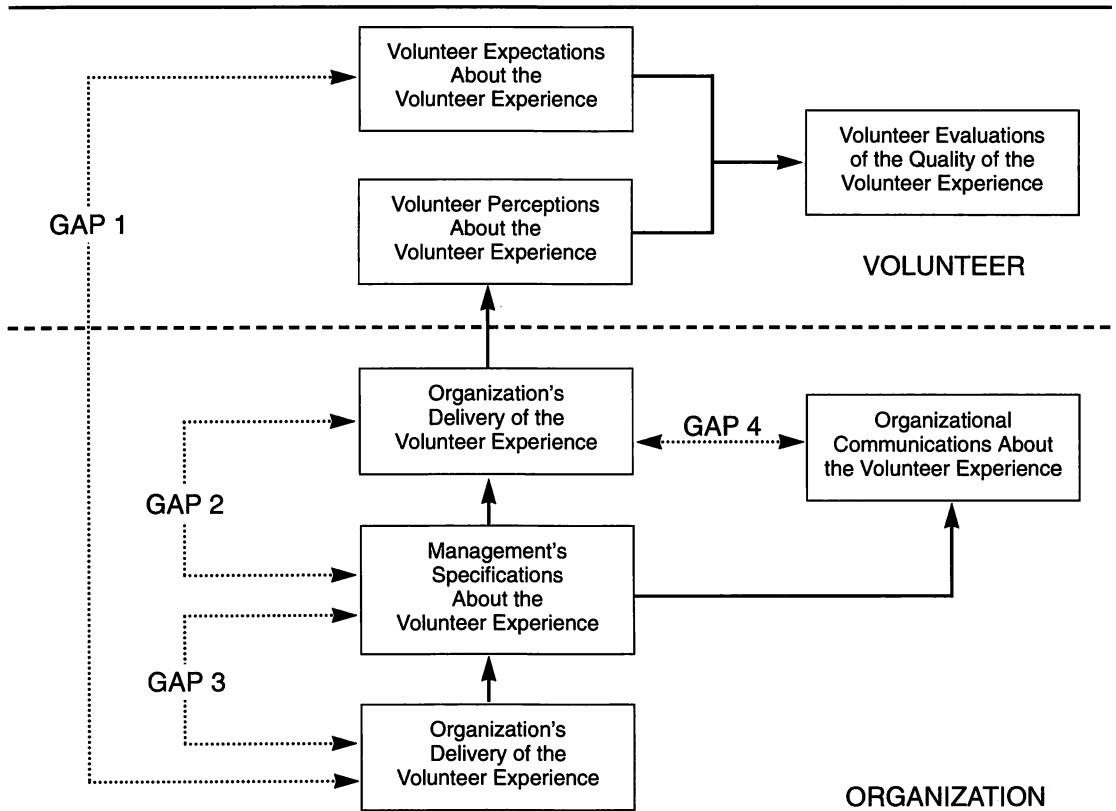 Volunteer Expectations
About the
Volunteer Experience
Volunteer Evaluations
of the Quality of the
Volunteer Experience
GAP 1
Volunteer Perceptions
About the
Volunteer Experience
VOLUNTEER
Organization's
Delivery of the
Volunteer Experience
GAP 4
Organizational
Communications About
the Volunteer Experience
GAP 2
Management's
Specifications
About the
Volunteer Experience
GAP 3
Organization's
Delivery of the
Volunteer Experience
ORGANIZATION